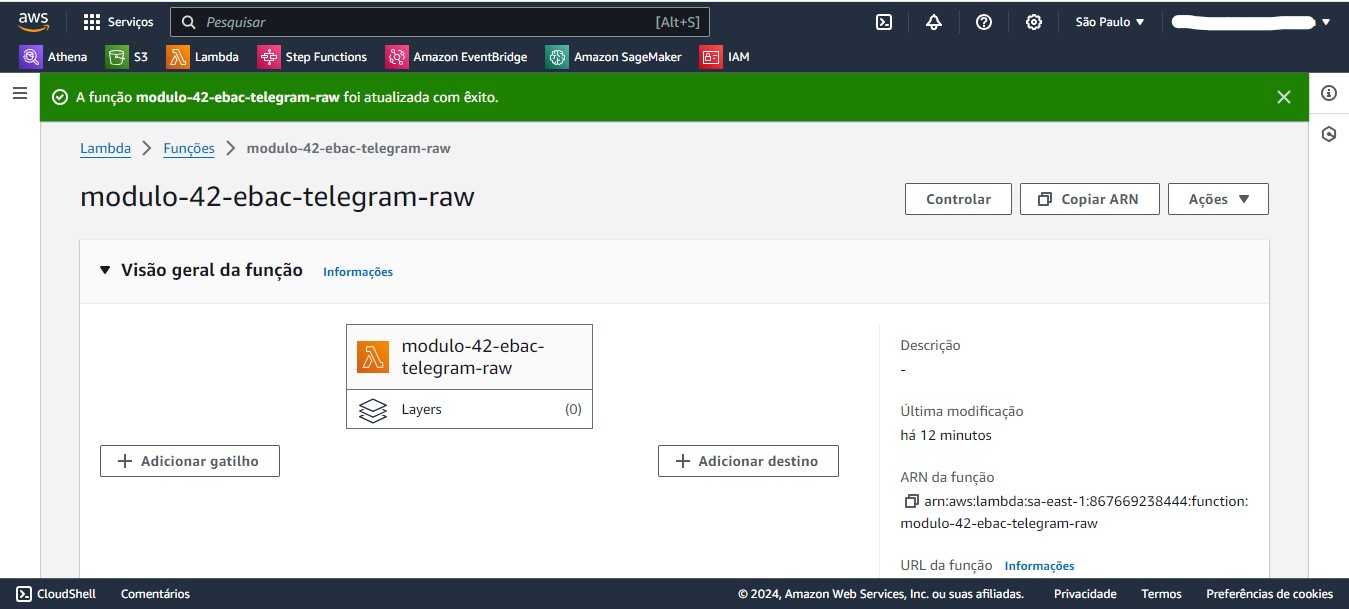 aws
Serviços
Pesquisar
[Alt+S]
São Paulo
Athena
S3
Lambda
Step Functions
Amazon EventBridge
Amazon SageMaker
IAM
A função modulo-42-ebac-telegram-raw foi atualizada com êxito.
Lambda
Funções
modulo-42-ebac-telegram-raw
modulo-42-ebac-telegram-raw
Controlar
Copiar ARN
Ações
Visão geral da função
Informações
modulo-42-ebac-
telegram-raw
Layers
(0)
Adicionar gatilho
Adicionar destino
Descrição
-
Última modificação
há 12 minutos
ARN da função
arn:aws:lambda:sa-east-1:867669238444:function:
modulo-42-ebac-telegram-raw
URL da função
Informações
CloudShell
Comentários
© 2024, Amazon Web Services, Inc. ou suas afiliadas.
Privacidade
Termos
Preferências de cookies